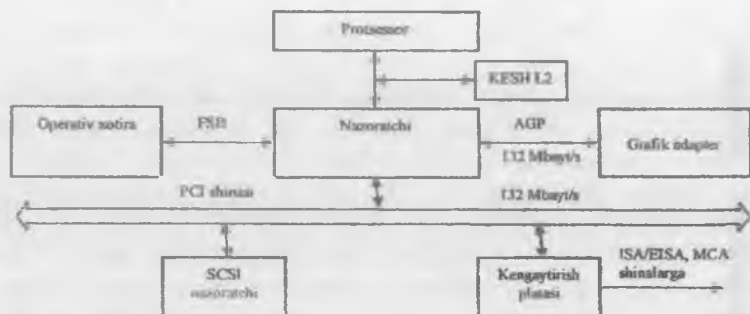 Protsessor
KESH L2
Operativ xotira
FSB
Nazoratchi
AGP
132 Mbayt/s
Grafik adapter
PCI shinasi
132 Mbayt/s
SCSI
nazoratchi
Kengaytirish
platasi
ISA/EISA, MCA
shinalarga